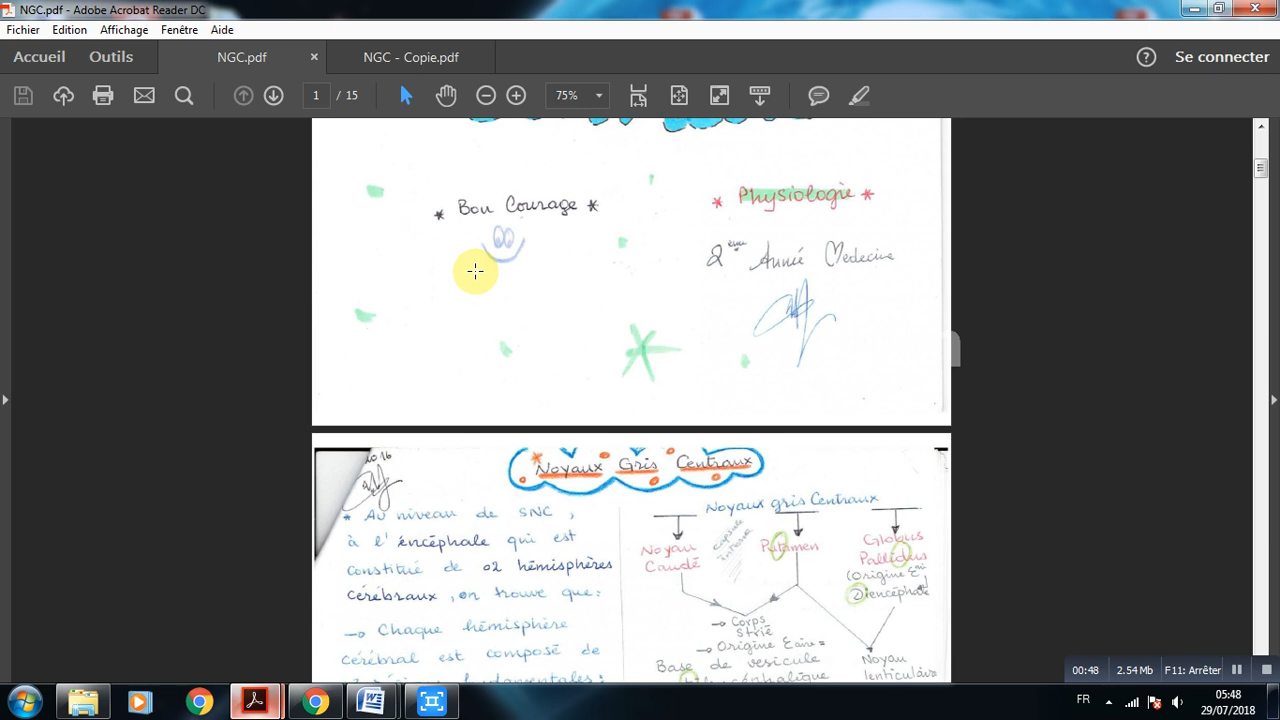 NGC.pdf - Adobe Acrobat Reader DC
Fichier Edition Affichage Fenêtre Aide
Accueil Outils NGC.pdf × NGC - Copie.pdf ? Se connecter
1 / 15 75%
* Bon Courage *
* Physiologie *
2ème Année Medecine
* Noyaux Gris Centraux
* Au niveau de SNC,
à l'encéphale qui est
constitué de 02 hémisphères
cérébraux, on trouve que:
→ Chaque hémisphère
cérébral est composé de
Noyaux gris Centraux
Noyau
Caudé
capsule
interne
Putamen
Globus
Pallidus
(Origine
Diencéphale
→ Corps
Strié
→ Origine
Base de vesicule
Noyau
lenticulaire
00:48 2.54 Mb F11: Arrêter
FR 05:48
29/07/2018